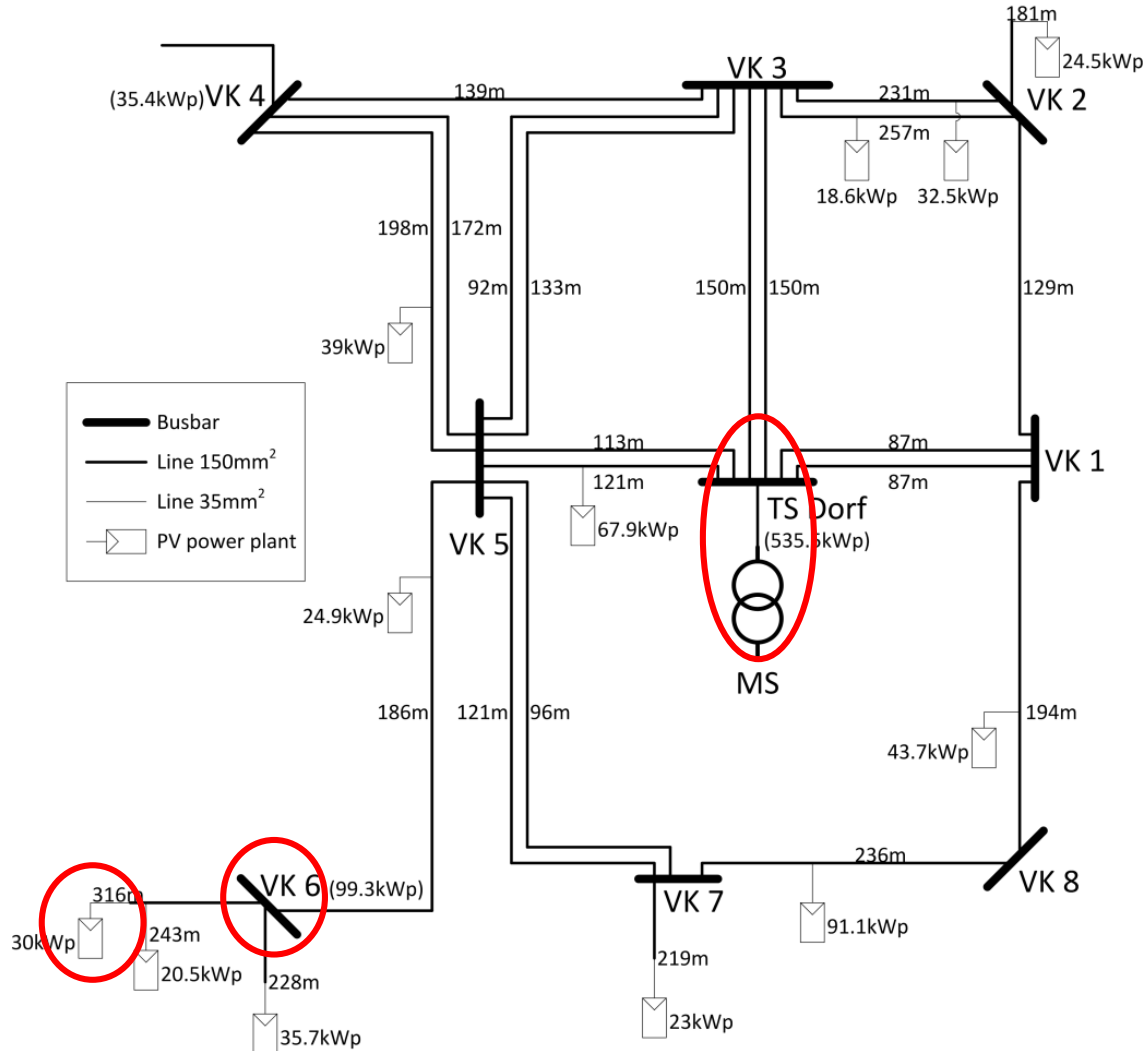 181m
24.5kWp
VK 3
VK 2
(35.4kWp)
VK 4
139m
231m
257m
18.6kWp
32.5kWp
198m
172m
92m
133m
150m
150m
129m
39kWp
Busbar
Line 150mm²
Line 35mm²
PV power plant
113m
121m
67.9kWp
VK 5
87m
87m
VK 1
TS Dorf
(535.5kWp)
MS
24.9kWp
186m
121m
96m
194m
43.7kWp
236m
VK 8
VK 7
91.1kWp
219m
23kWp
VK 6
(99.3kWp)
316m
30kWp
243m
20.5kWp
228m
35.7kWp